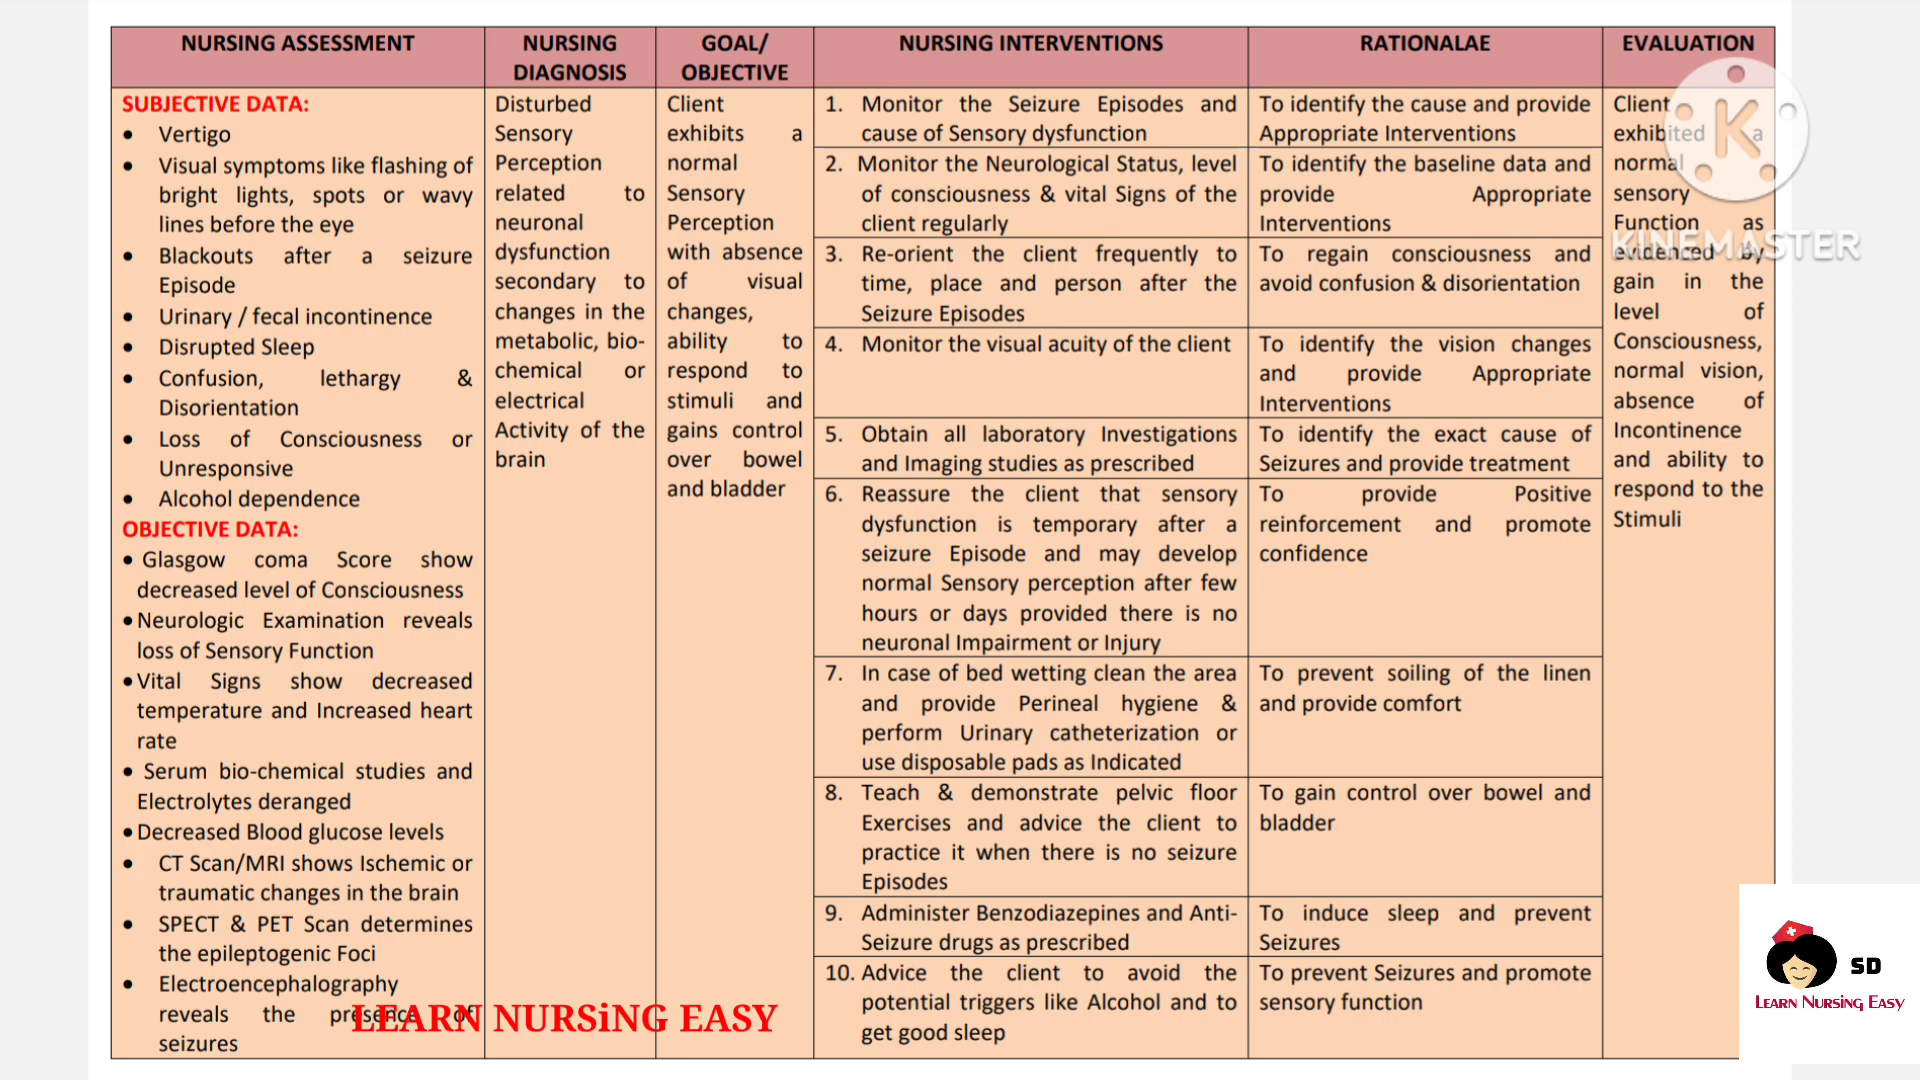 NURSING ASSESSMENT
NURSING
DIAGNOSIS
GOAL/
OBJECTIVE
NURSING INTERVENTIONS
RATIONALAE
EVALUATION
SUBJECTIVE DATA:
• Vertigo
• Visual symptoms like flashing of
bright lights, spots or wavy
lines before the eye
• Blackouts after a seizure
Episode
• Urinary / fecal incontinence
• Disrupted Sleep
• Confusion, lethargy &
Disorientation
• Loss of Consciousness or
Unresponsive
• Alcohol dependence
OBJECTIVE DATA:
• Glasgow coma Score show
decreased level of Consciousness
• Neurologic Examination reveals
loss of Sensory Function
• Vital Signs show decreased
temperature and Increased heart
rate
• Serum bio-chemical studies and
Electrolytes deranged
• Decreased Blood glucose levels
• CT Scan/MRI shows Ischemic or
traumatic changes in the brain
• SPECT & PET Scan determines
the epileptogenic Foci
• Electroencephalography
reveals the presence of
seizures
Disturbed
Sensory
Perception
related to
neuronal
dysfunction
secondary to
changes in the
metabolic, bio-
chemical or
electrical
Activity of the
brain
Client
exhibits a
normal
Sensory
Perception
with absence
of visual
changes,
ability to
respond to
stimuli and
gains control
over bowel
and bladder
1. Monitor the Seizure Episodes and
cause of Sensory dysfunction
To identify the cause and provide
Appropriate Interventions
2. Monitor the Neurological Status, level
of consciousness & vital Signs of the
client regularly
To identify the baseline data and
provide Appropriate
Interventions
3. Re-orient the client frequently to
time, place and person after the
Seizure Episodes
To regain consciousness and
avoid confusion & disorientation
4. Monitor the visual acuity of the client
To identify the vision changes
and provide Appropriate
Interventions
5. Obtain all laboratory Investigations
and Imaging studies as prescribed
To identify the exact cause of
Seizures and provide treatment
6. Reassure the client that sensory
dysfunction is temporary after a
seizure Episode and may develop
normal Sensory perception after few
hours or days provided there is no
neuronal Impairment or Injury
To provide Positive
reinforcement and promote
confidence
7. In case of bed wetting clean the area
and provide Perineal hygiene &
perform Urinary catheterization or
use disposable pads as Indicated
To prevent soiling of the linen
and provide comfort
8. Teach & demonstrate pelvic floor
Exercises and advice the client to
practice it when there is no seizure
Episodes
To gain control over bowel and
bladder
9. Administer Benzodiazepines and Anti-
Seizure drugs as prescribed
To induce sleep and prevent
Seizures
10. Advice the client to avoid the
potential triggers like Alcohol and to
get good sleep
To prevent Seizures and promote
sensory function
Client
exhibited a
normal
sensory
Function as
evidenced by
gain in the
level of
Consciousness,
normal vision,
absence of
Incontinence
and ability to
respond to the
Stimuli
K
KINEMASTER
LEARN NURSiNG EASY
SD
LEARN NURSING EASY